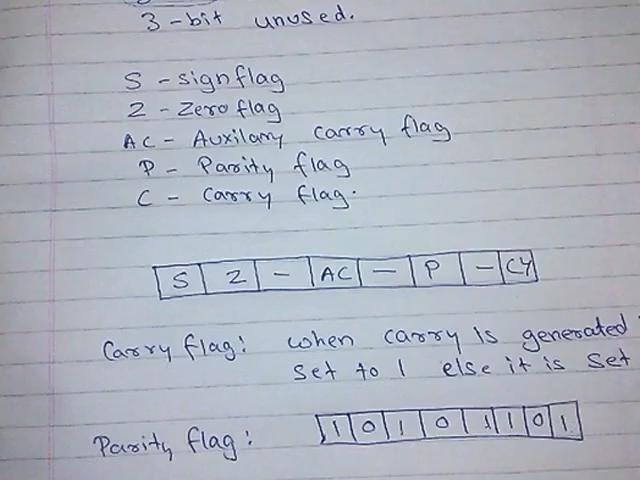 3-bit unused.
S - signflag
Z - Zero flag
AC - Auxilary carry flag
P - Parity flag
C - Carry flag.
S Z - AC - P - CY
Carry flag: when carry Is generated
set to 1 else it is set
Parity flag: 1 0 1 0 1 1 0 1